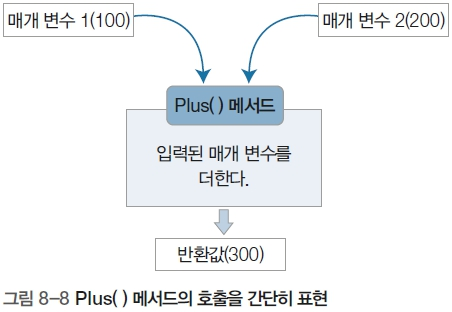 매개 변수 1(100)
매개 변수 2(200)
Plus( ) 메서드
입력된 매개 변수를
더한다.
반환값(300)
그림 8-8 Plus( ) 메서드의 호출을 간단히 표현